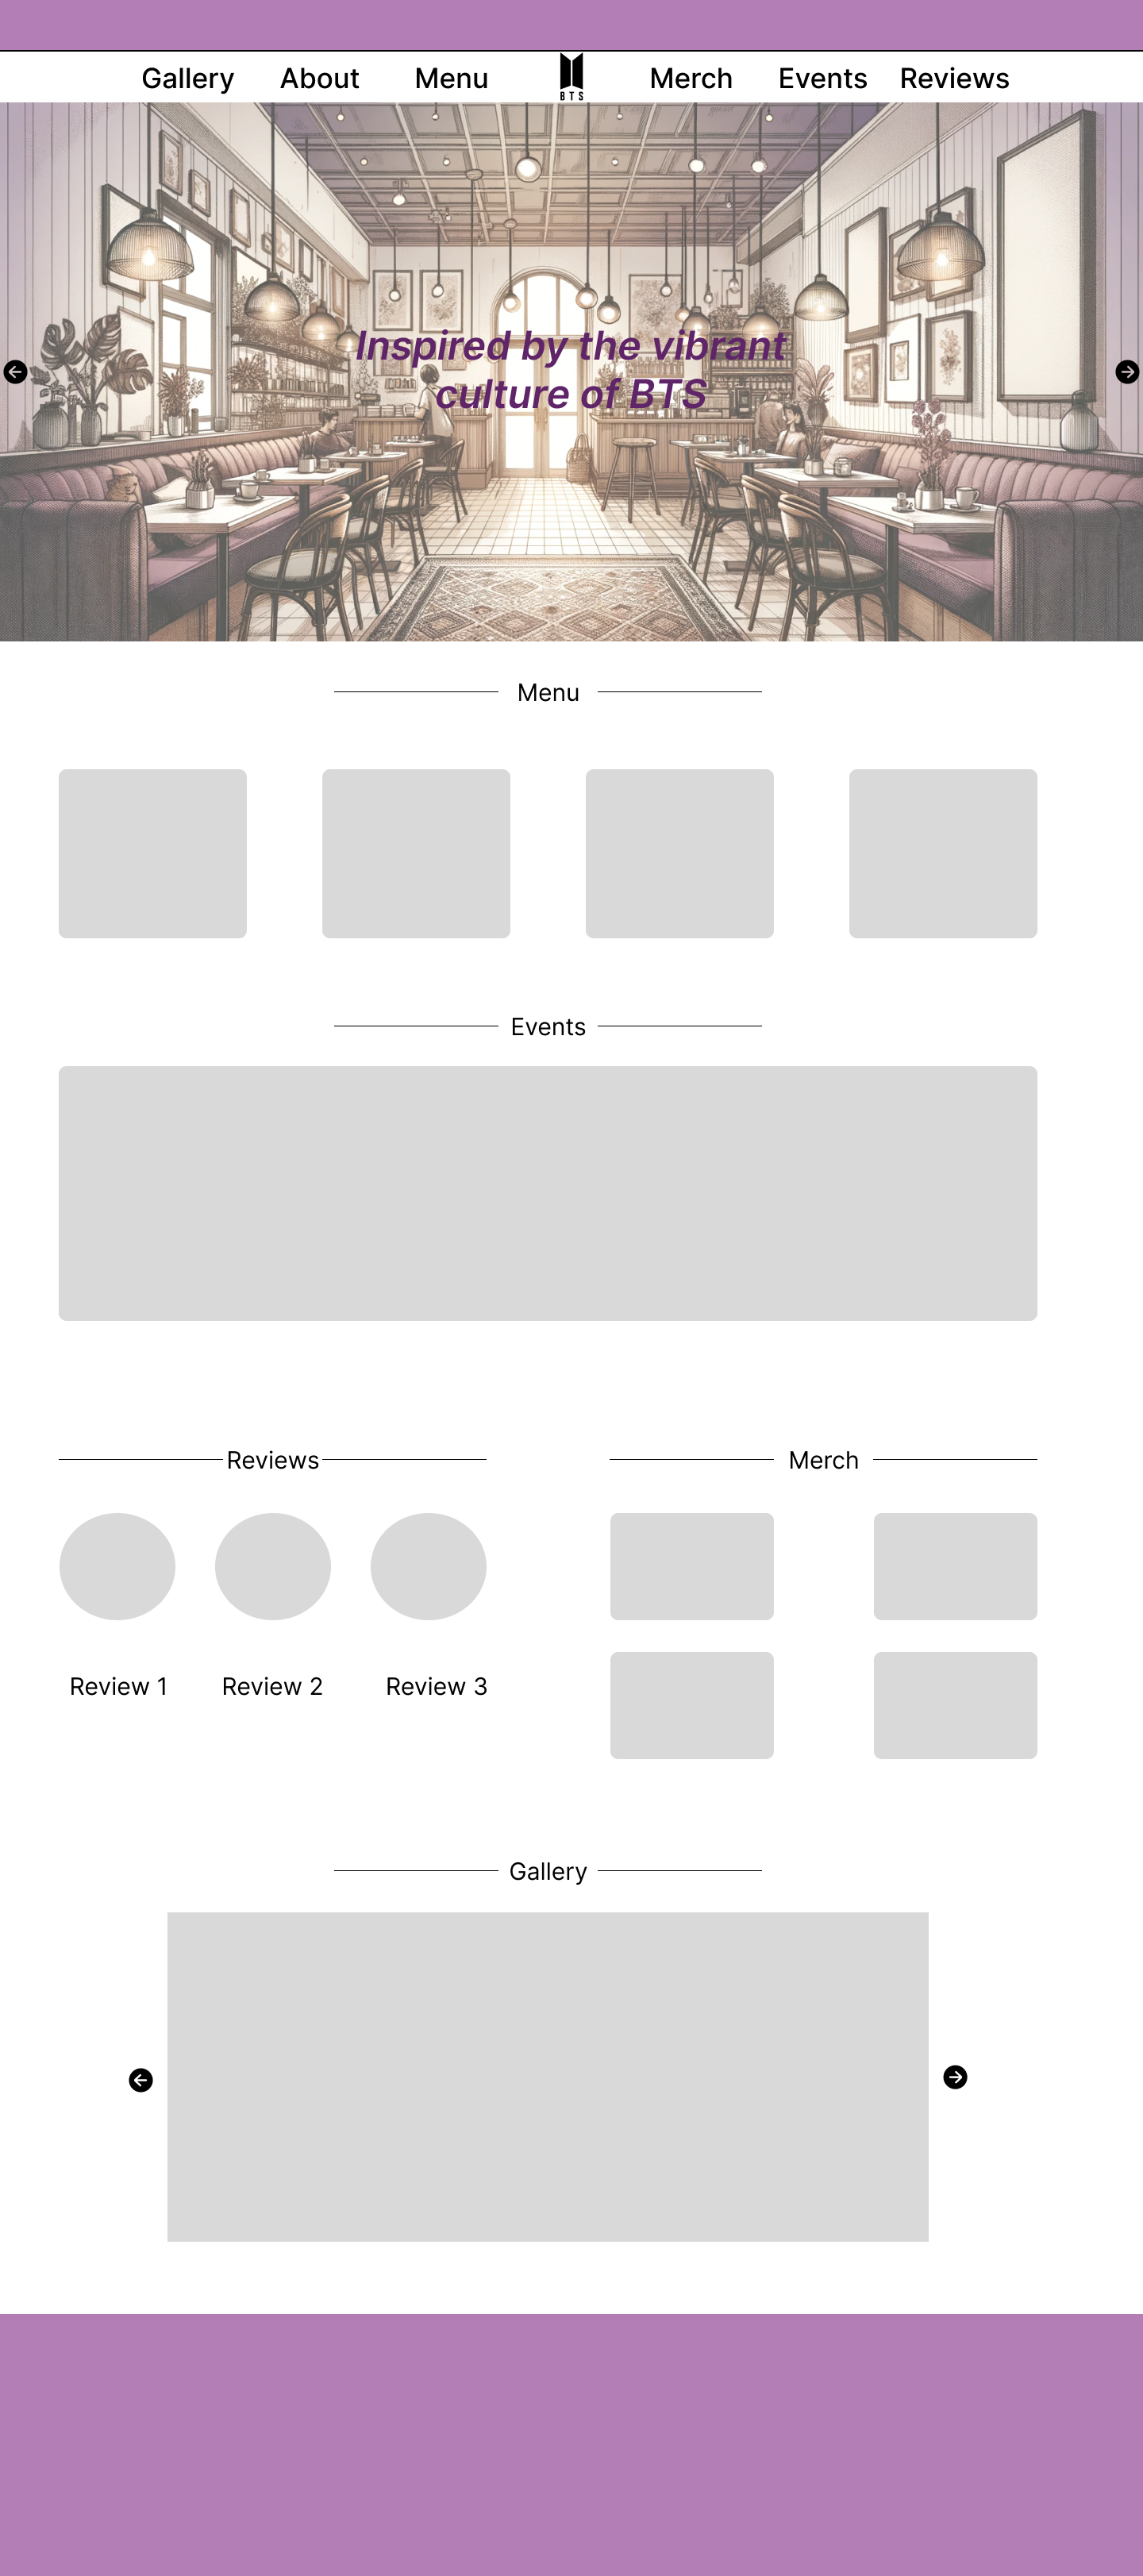 Gallery About Menu BTS Merch Events Reviews
Inspired by the vibrant
culture of BTS
Menu
Events
Reviews
Merch
Review 1 Review 2 Review 3
Gallery